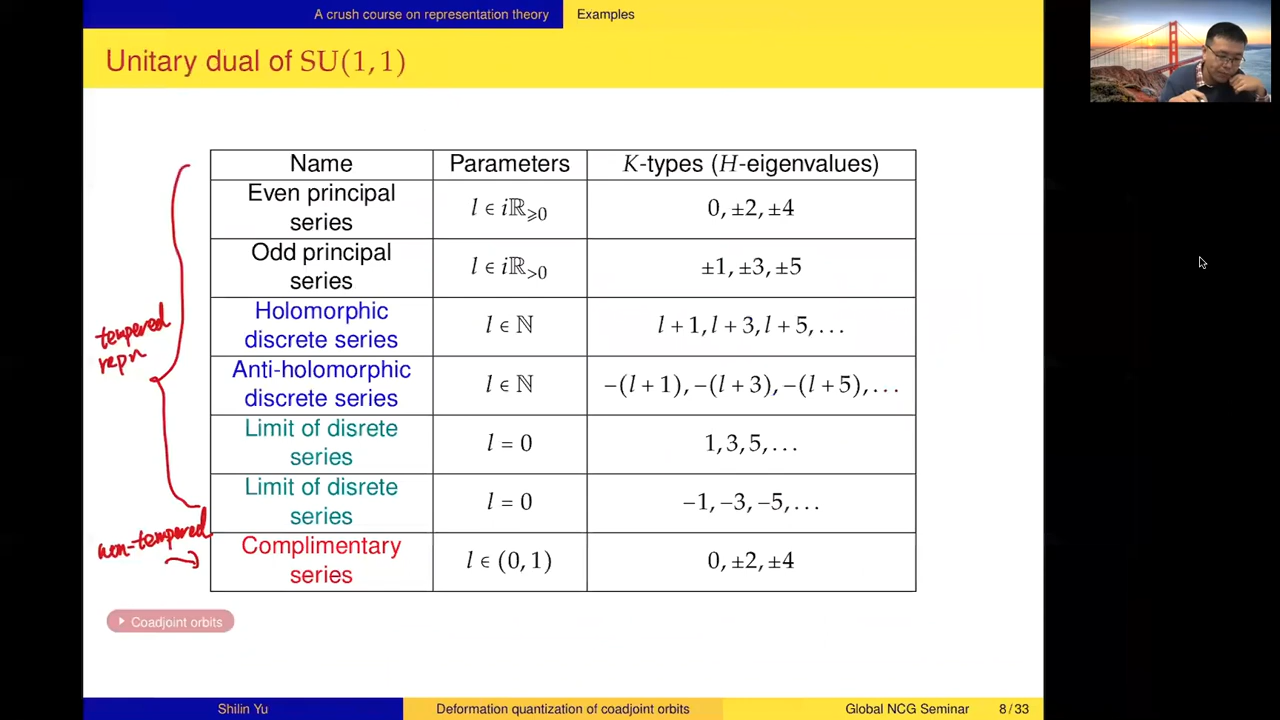 A crush course on representation theory Examples
Unitary dual of SU(1, 1)
Name Parameters K-types (H-eigenvalues)
Even principal series l ∈ iℝ⩾0 0, ±2, ±4
Odd principal series l ∈ iℝ>0 ±1, ±3, ±5
Holomorphic discrete series l ∈ ℕ l + 1, l + 3, l + 5, . . .
Anti-holomorphic discrete series l ∈ ℕ −(l + 1), −(l + 3), −(l + 5), . . .
Limit of disrete series l = 0 1, 3, 5, . . .
Limit of disrete series l = 0 −1, −3, −5, . . .
Complimentary series l ∈ (0, 1) 0, ±2, ±4
tempered
repn
non-tempered
Coadjoint orbits
Shilin Yu Deformation quantization of coadjoint orbits Global NCG Seminar 8 / 33